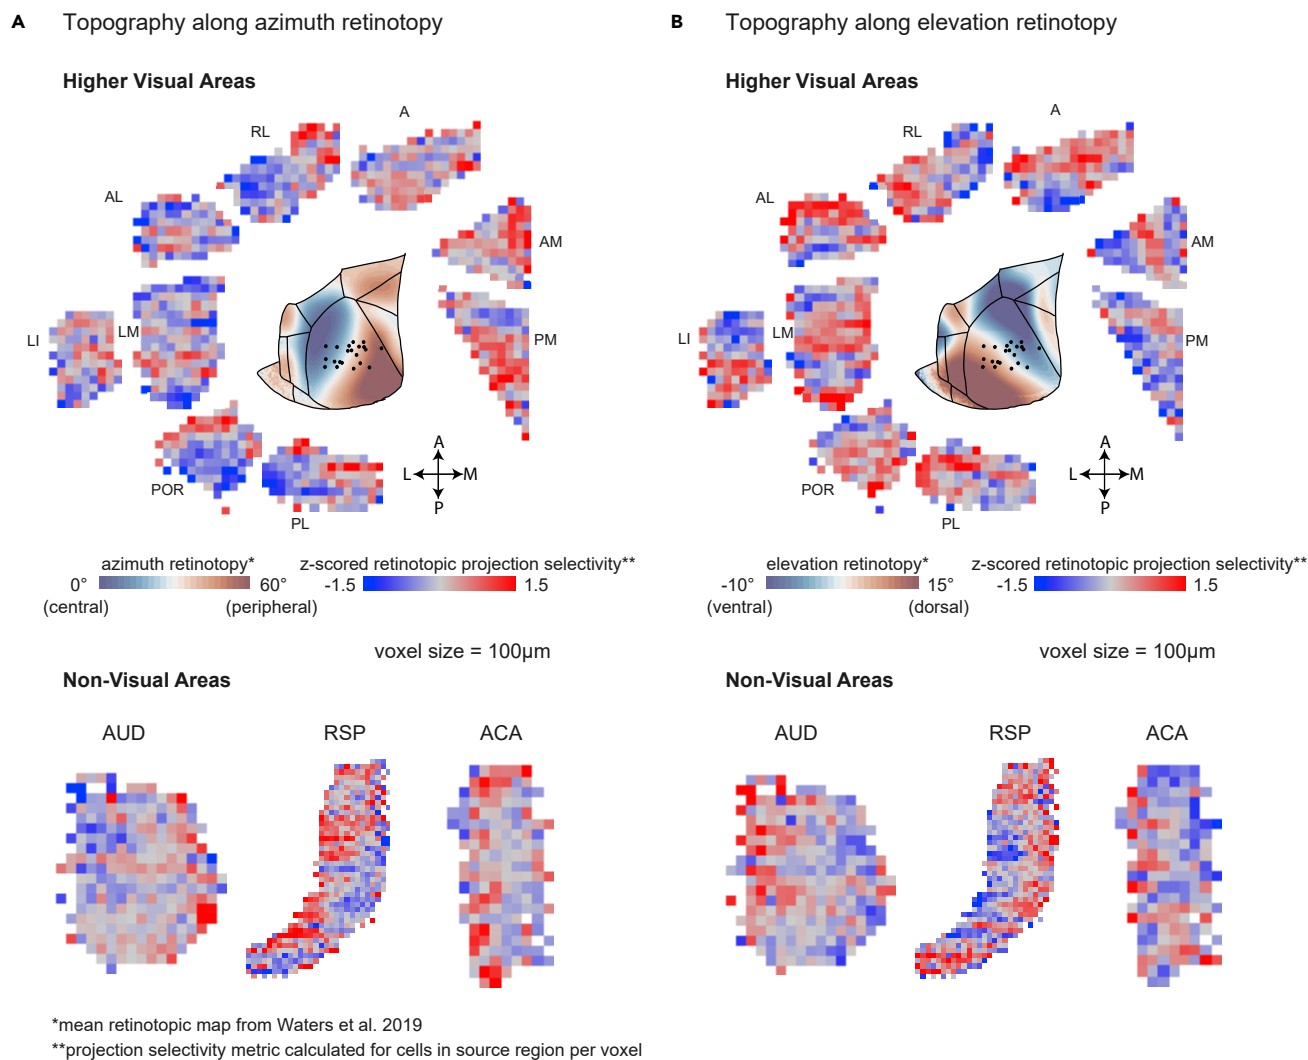 A Topography along azimuth retinotopy
Higher Visual Areas
A
RL
AL
AM
LI
LM
PM
POR
PL
A
L M
P
azimuth retinotopy*
0° 60°
(central) (peripheral)
z-scored retinotopic projection selectivity**
-1.5 1.5
voxel size = 100µm
Non-Visual Areas
AUD RSP ACA
B Topography along elevation retinotopy
Higher Visual Areas
A
RL
AL
AM
LI
LM
PM
POR
PL
A
L M
P
elevation retinotopy*
-10° 15°
(ventral) (dorsal)
z-scored retinotopic projection selectivity**
-1.5 1.5
voxel size = 100µm
Non-Visual Areas
AUD RSP ACA
*mean retinotopic map from Waters et al. 2019
**projection selectivity metric calculated for cells in source region per voxel